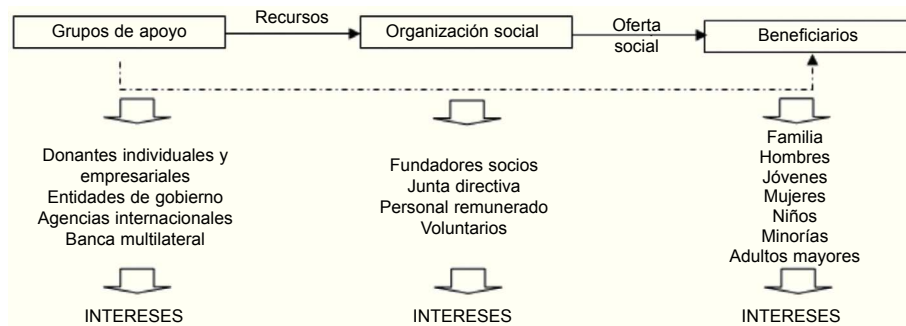 Grupos de apoyo
Recursos
Organización social
Oferta
social
Beneficiarios
Donantes individuales y
empresariales
Entidades de gobierno
Agencias internacionales
Banca multilateral
Fundadores socios
Junta directiva
Personal remunerado
Voluntarios
Familia
Hombres
Jóvenes
Mujeres
Niños
Minorías
Adultos mayores
INTERESES
INTERESES
INTERESES